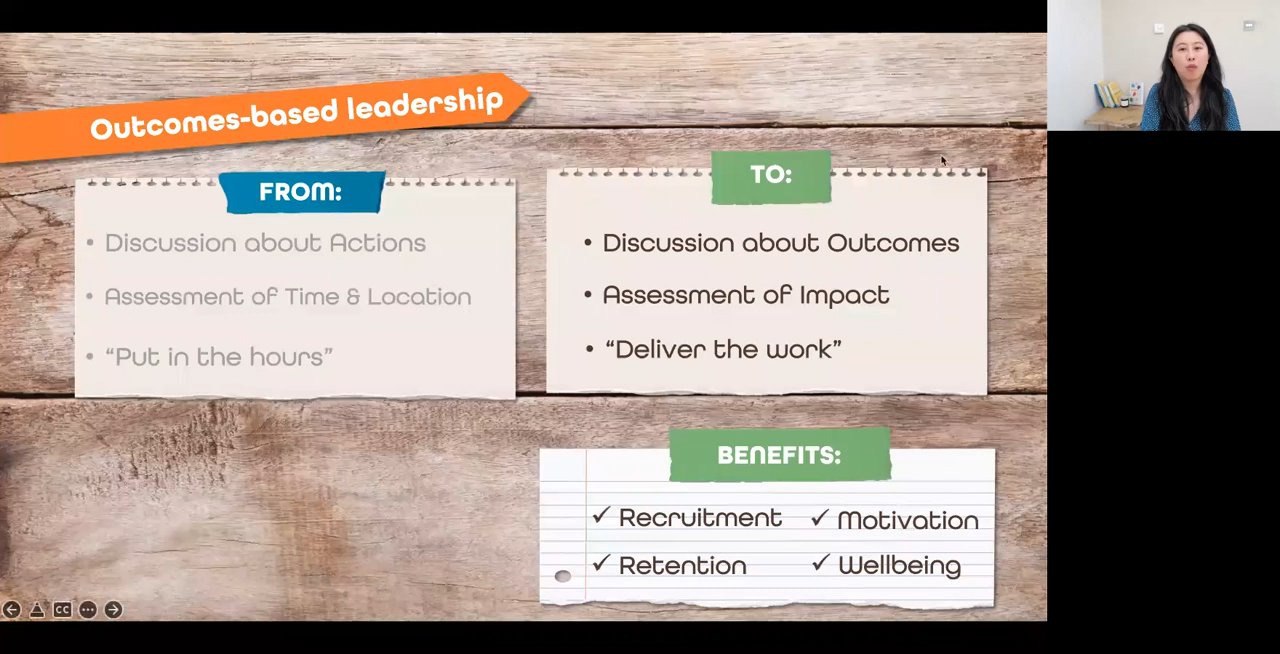 Outcomes-based leadership
FROM:
• Discussion about Actions
• Assessment of Time & Location
• “Put in the hours”
TO:
• Discussion about Outcomes
• Assessment of Impact
• “Deliver the work”
BENEFITS:
✓ Recruitment ✓ Motivation
✓ Retention ✓ Wellbeing
CC